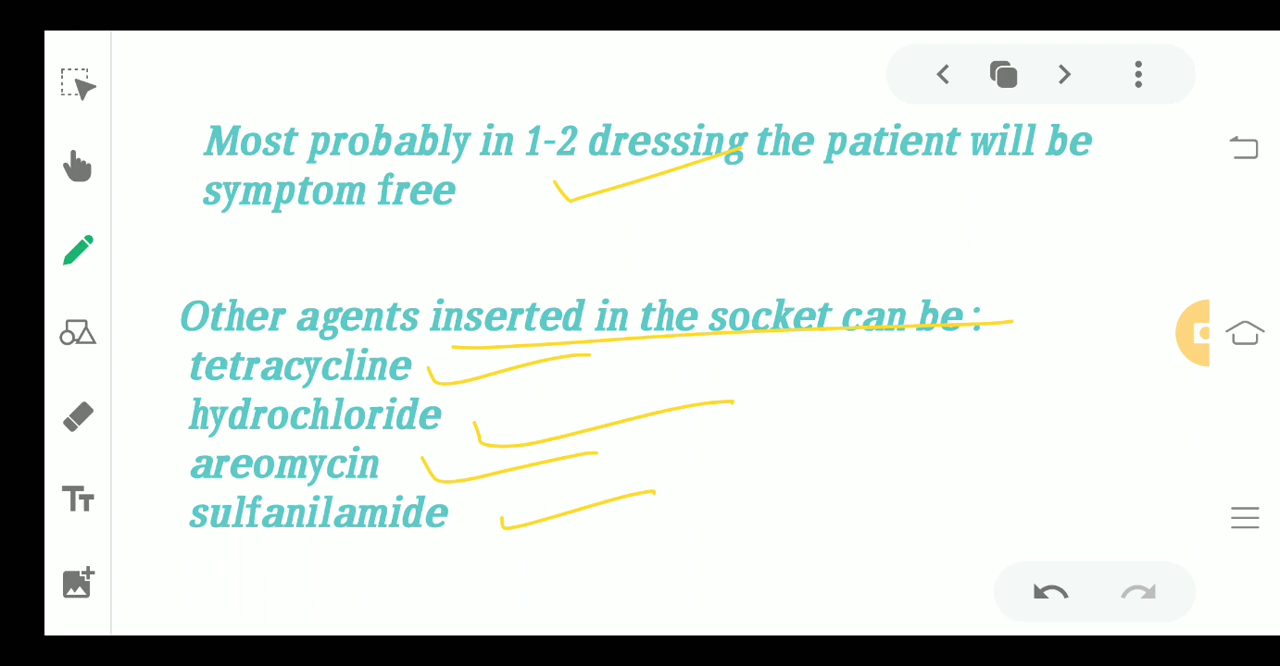 Most probably in 1-2 dressing the patient will be
symptom free
Other agents inserted in the socket can be :
tetracycline
hydrochloride
areomycin
sulfanilamide